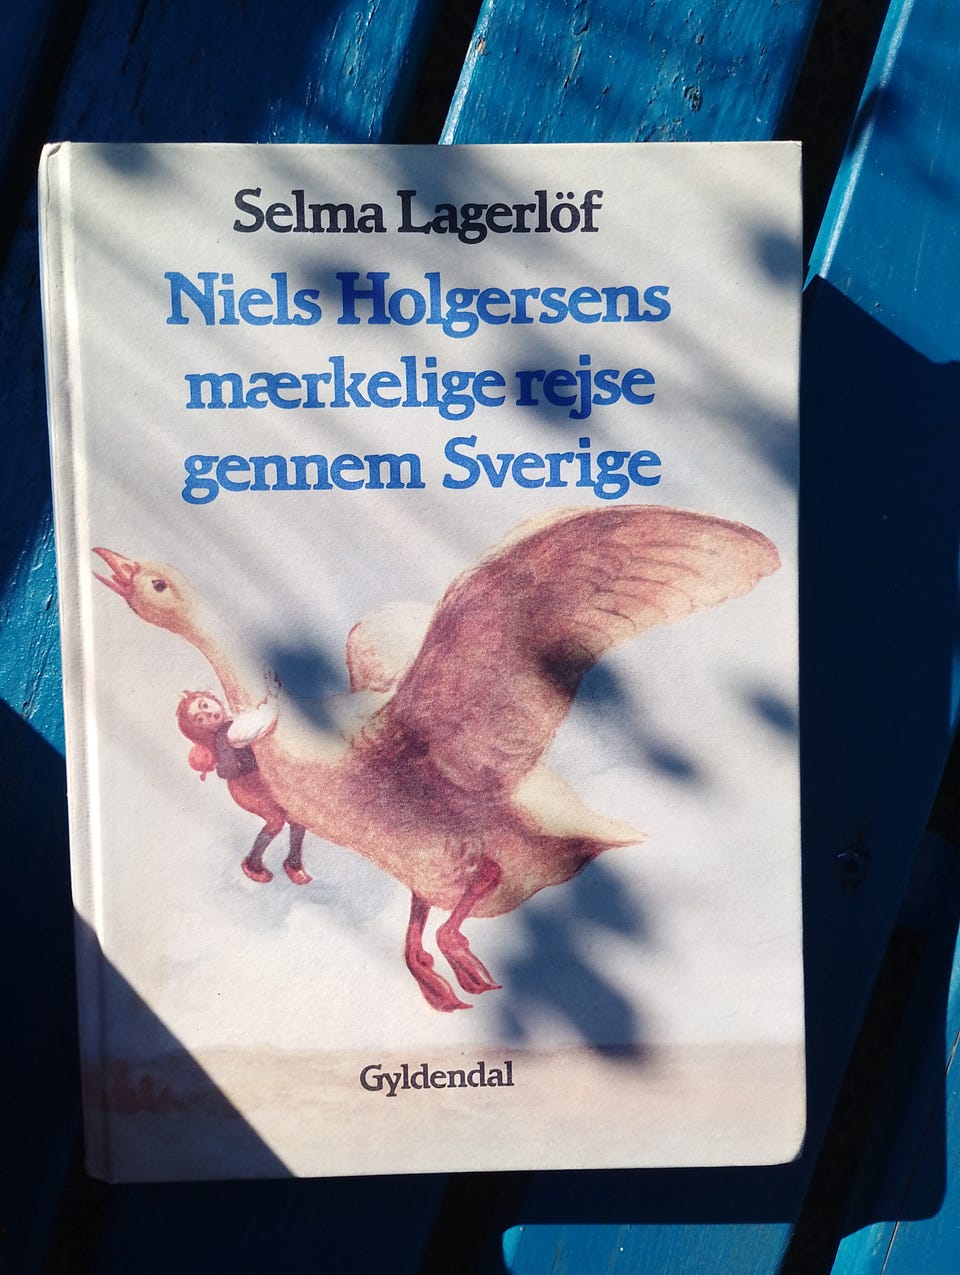 Selma Lagerlöf
Niels Holgersens
mærkelige rejse
gennem Sverige
Gyldendal